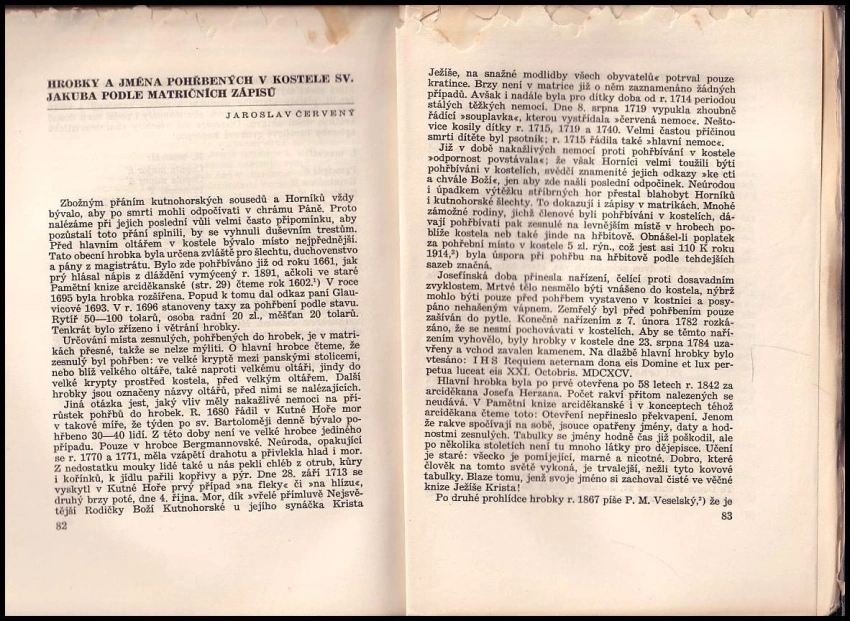 HROBKY A JMÉNA POHŘBENÝCH V KOSTELE SV.
JAKUBA PODLE MATRIČNÍCH ZÁPISŮ
JAROSLAV ČERVENÝ
Zbožným přáním kutnohorských sousedů a Horníků vždy
bývalo, aby po smrti mohli odpočívati v chrámu Páně. Proto
nalézáme při jejich poslední vůli velmi často připomínku, aby
pozůstalí toto přání splnili, by se vyhnuli duševním trestům.
Před hlavním oltářem v kostele bývalo místo nejpřednější.
Tato obecní hrobka byla určena zvláště pro šlechtu, duchovenstvo
a pány z magistrátu. Bylo zde pohřbíváno již od roku 1661, jak
prý hlásal nápis z dláždění vymýcený r. 1891, ačkoli ve staré
Pamětní knize arciděkanské (str. 29) čteme rok 1602.¹) V roce
1695 byla hrobka rozšířena. Popud k tomu dal odkaz paní Glau-
vicové 1693. V r. 1696 stanoveny taxy za pohřbení podle stavu.
Rytíř 50—100 tolarů, osoba radní 20 zl., měšťan 20 tolarů.
Tenkrát bylo zřízeno i větrání hrobky.
Určování místa zesnulých, pohřbených do hrobek, je v matri-
kách přesné, takže se nelze mýliti. O hlavní hrobce čteme, že
zesnulý byl pohřben: ve velké kryptě mezi panskými stolicemi,
nebo blíž velkého oltáře, také naproti velkému oltáři, jindy do
velké krypty prostřed kostela, před velkým oltářem. Další
hrobky jsou označeny názvy oltářů, před nimi se nalézajících.
Jiná otázka jest, jaký vliv měly nakažlivé nemoci na pří-
růstek pohřbů do hrobek. R. 1680 řádil v Kutné Hoře mor
v takové míře, že týden po sv. Bartoloměji denně bývalo po-
hřbeno 30—40 lidí. Z této doby není ve velké hrobce jediného
případu. Pouze v hrobce Bergmannovské. Neúroda, opakující
se r. 1770 a 1771, měla vzápětí drahotu a přivlekla hlad i mor.
Z nedostatku mouky lidé také u nás pekli chléb z otrub, kůry
i kořínků, k jídlu pařili kopřivy a pýr. Dne 28. září 1713 se
vyskytl v Kutné Hoře prvý případ »na fleky« či »na hlízu«,
druhý brzy poté, dne 4. října. Mor, dík »vřelé přímluvě Nejsvě-
tější Rodičky Boží Kutnohorské u jejího synáčka Krista
82
Ježíše, na snažné modlidby všech obyvatelů« potrval pouze
kratince. Brzy není v matrice již o něm zaznamenáno žádných
případů. Avšak i nadále byla pro dítky doba od r. 1714 periodou
stálých těžkých nemocí. Dne 8. srpna 1719 vypukla zhoubně
řádící »souplavka«, kterou vystřídala »červená nemoc«. Nešto-
vice kosily dítky r. 1715, 1719 a 1740. Velmi častou příčinou
smrti dítěte byl psotník; r. 1715 řádila také »hlavní nemoc«.
Již v době nakažlivých nemocí proti pohřbívání v kostele
»odpornost povstávala«; že však Horníci velmi toužili býti
pohřbíváni v kostelích, svědčí znamenité jejich odkazy »ke cti
a chvále Boží«, jen aby zde našli poslední odpočinek. Neúrodou
i úpadkem výtěžku stříbrných hor přestal blahobyt Horníků
i kutnohorské šlechty. To dokazují i zápisy v matrikách. Mnohé
zámožné rodiny, jichž členové byli pohřbíváni v kostelích, dá-
vají pohřbívati pak zesnulé na levnějším místě v hrobech po-
blíže kostela neb také jinde na hřbitově. Obnášel-li poplatek
za pohřební místo v kostele 5 zl. rýn., což jest asi 110 K roku
1914,²) byla úspora při pohřbu na hřbitově podle tehdejších
sazeb značná.
Josefínská doba přinesla nařízení, čelící proti dosavadním
zvyklostem. Mrtvé tělo nesmělo býti vnášeno do kostela, nýbrž
mohlo býti pouze před pohřbem vystaveno v kostnici a posy-
páno nehašeným vápnem. Zemřelý byl před pohřbením pouze
zašíván do pytle. Konečně nařízením z 7. února 1782 rozká-
záno, že se nesmí pochovávati v kostelích. Aby se těmto naří-
zením vyhovělo, byly hrobky v kostele dne 23. srpna 1784 uza-
vřeny a vchod zavalen kamenem. Na dlažbě hlavní hrobky bylo
vtesáno: I H S Requiem aeternam dona eis Domine et lux per-
petua luceat eis XXI. Octobris. MDCXCV.
Hlavní hrobka byla po prvé otevřena po 58 letech r. 1842 za
arciděkana Josefa Herzana. Počet rakví přitom nalezených se
neudává. V Pamětní knize arciděkanské i v konceptech téhož
arciděkana čteme toto: Otevření nepřineslo překvapení. Jenom
že rakve spočívají na sobě, jsouce opatřeny jmény, daty a hod-
nostmi zesnulých. Tabulky se jmény hodně čas již poškodil, ale
po několika stoletích není tu mnoho látky pro dějepisce. Učení
je staré: všecko je pomíjející, marné a nicotné. Dobro, které
člověk na tomto světě vykoná, je trvalejší, nežli tyto kovové
tabulky. Blaze tomu, jenž svoje jméno si zachoval čisté ve věčné
knize Ježíše Krista!
Po druhé prohlídce hrobky r. 1867 píše P. M. Veselský,³) že je
83